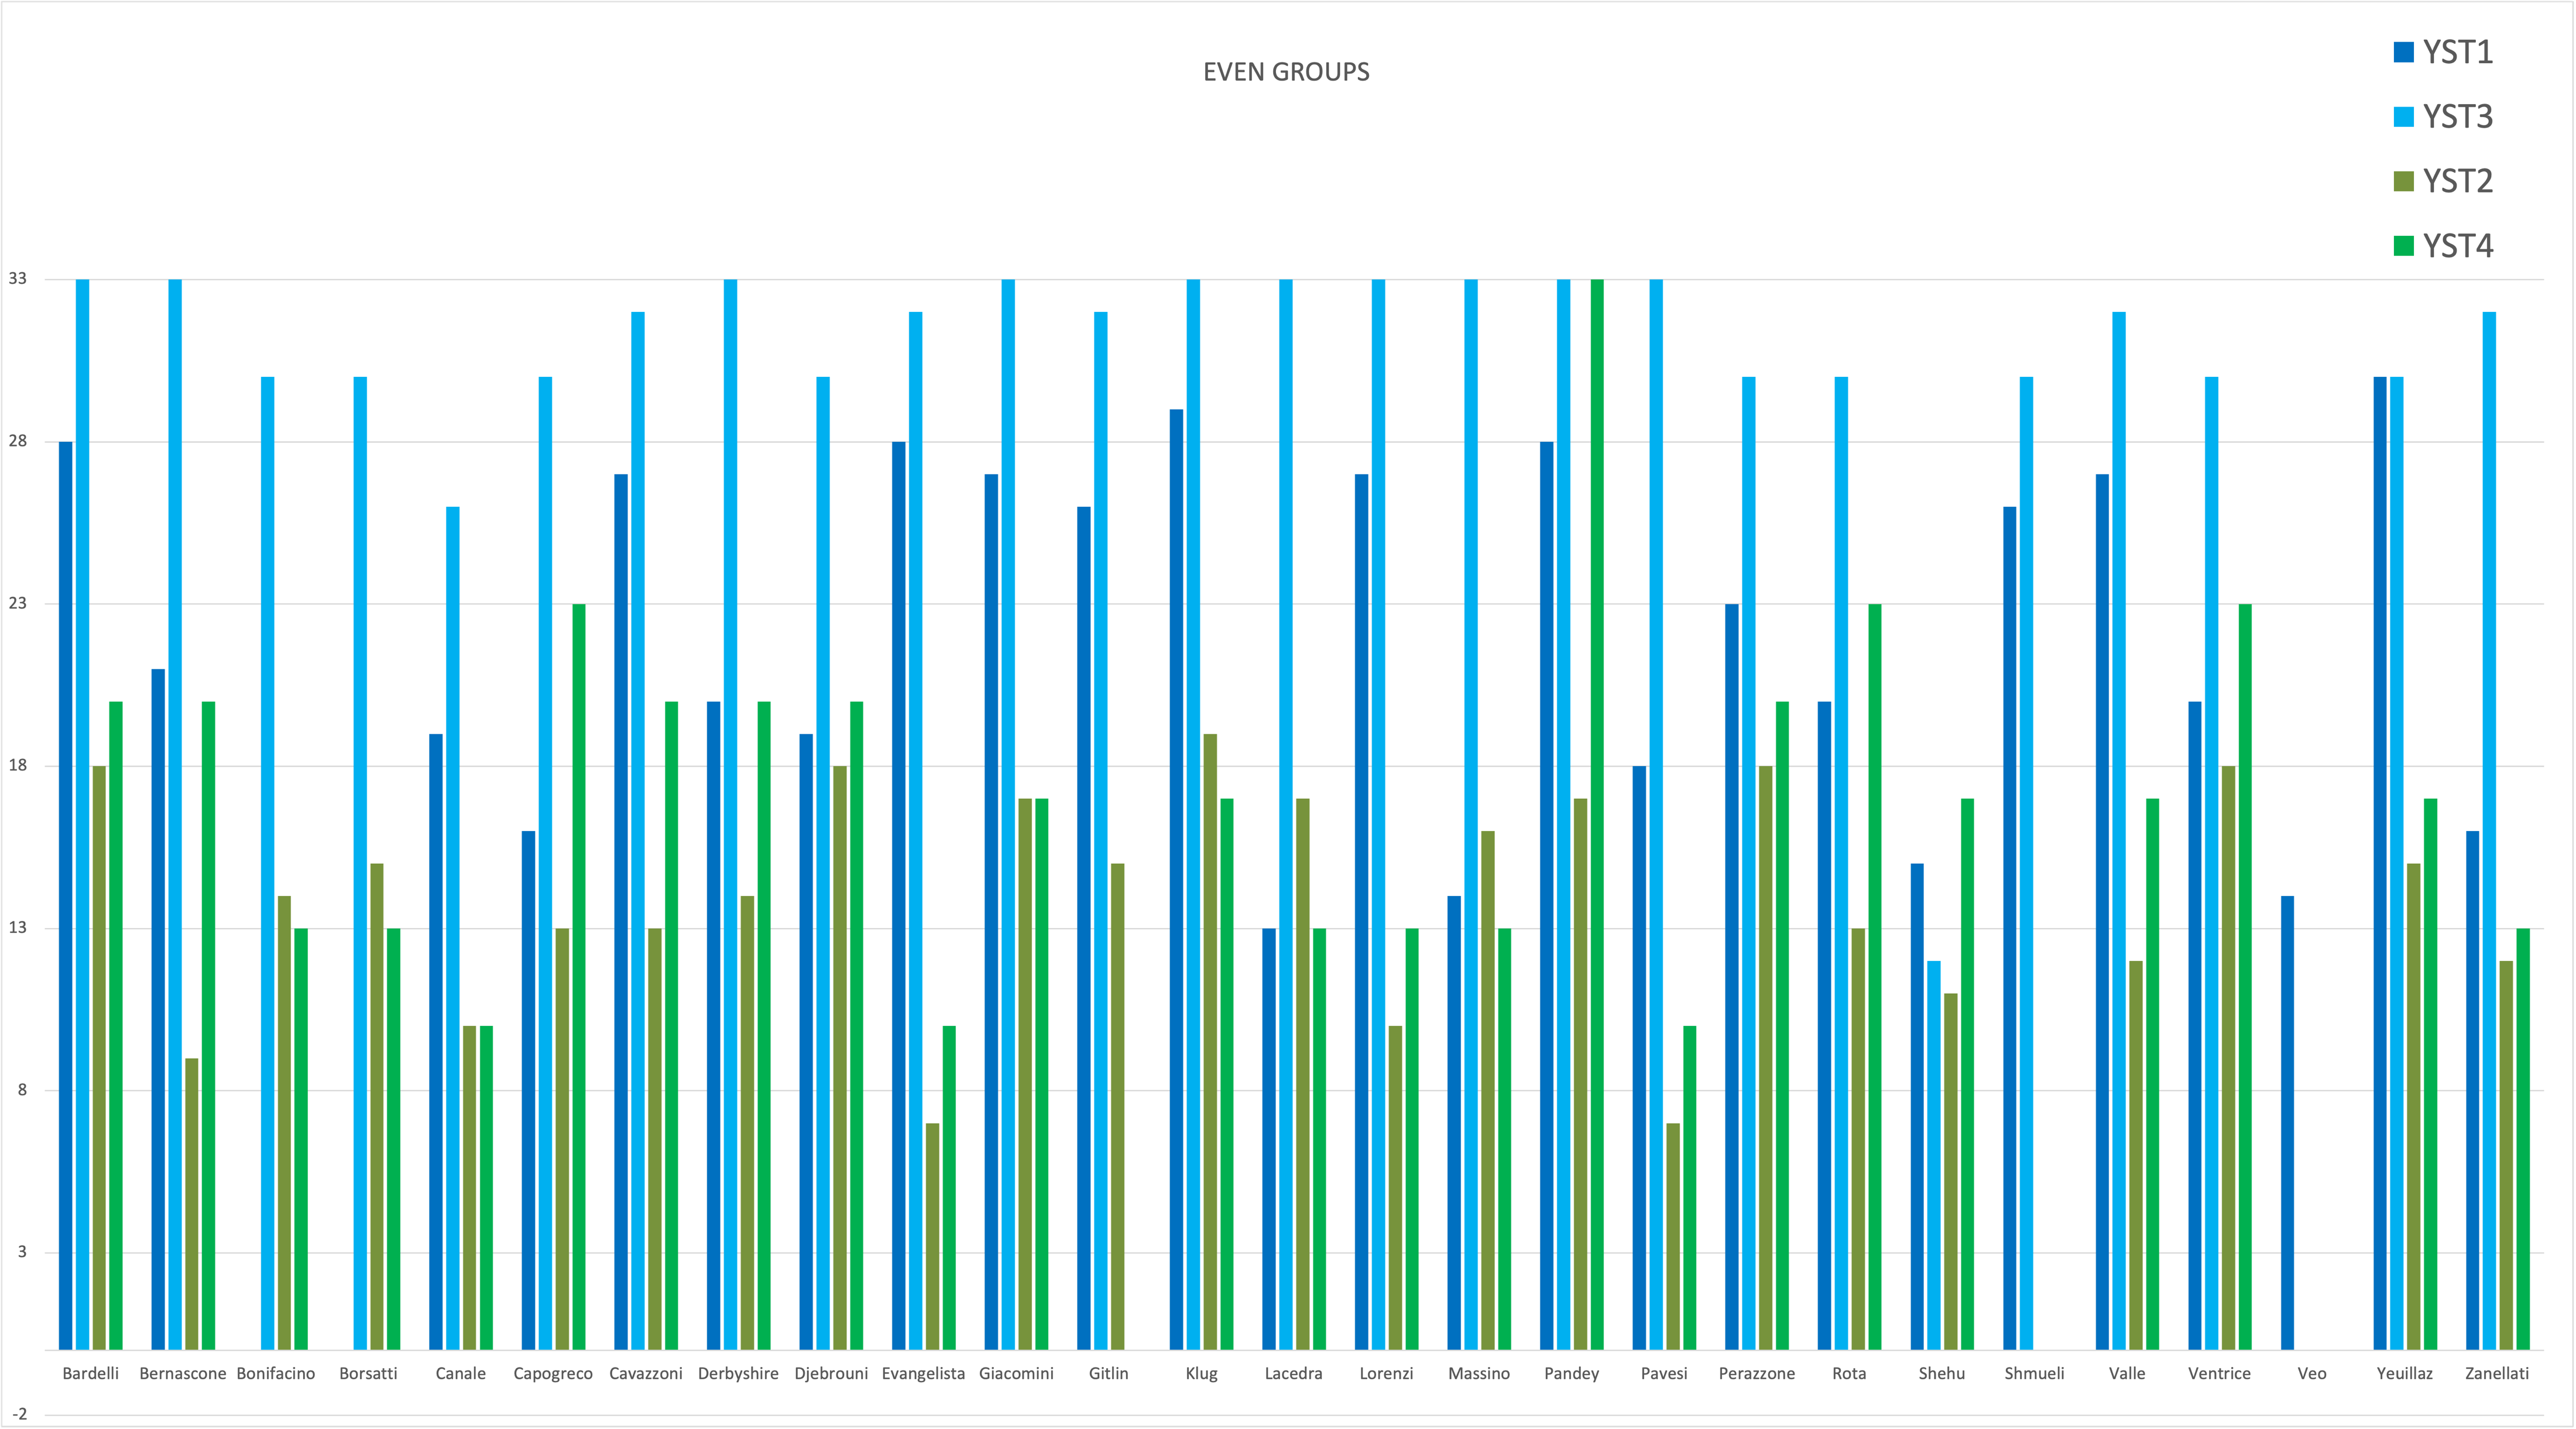 EVEN GROUPS
YST1
YST3
YST2
YST4
33
28
23
18
13
8
3
Bardelli Bernascone Bonifacino Borsatti Canale Capogreco Cavazzoni Derbyshire Djebrouni Evangelista Giacomini Gitlin Klug Lacedra Lorenzi Massino Pandey Pavesi Perazzone Rota Shehu Shmueli Valle Ventrice Veo Yeuillaz Zanellati
-2